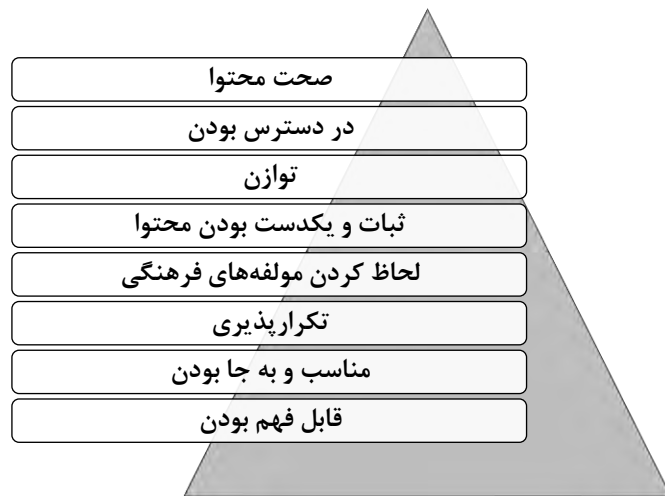 صحت محتوا
در دسترس بودن
توازن
ثبات و یکدست بودن محتوا
لحاظ کردن مولفه‌های فرهنگی
تکرارپذیری
مناسب و به جا بودن
قابل فهم بودن